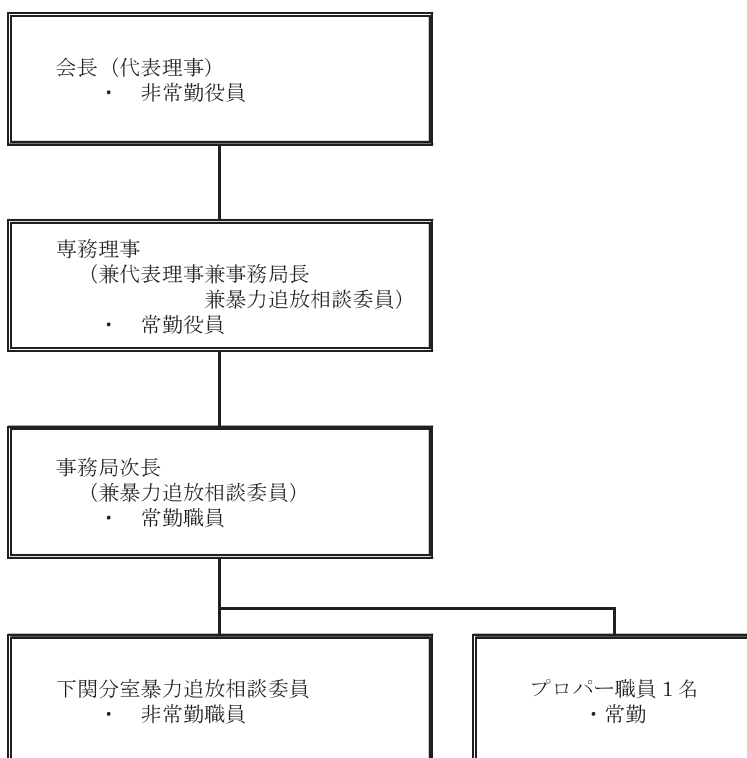 会長（代表理事）
・　非常勤役員
専務理事
（兼代表理事兼事務局長
兼暴力追放相談委員）
・　常勤役員
事務局次長
（兼暴力追放相談委員）
・　常勤職員
下関分室暴力追放相談委員
・　非常勤職員
プロパー職員１名
・常勤